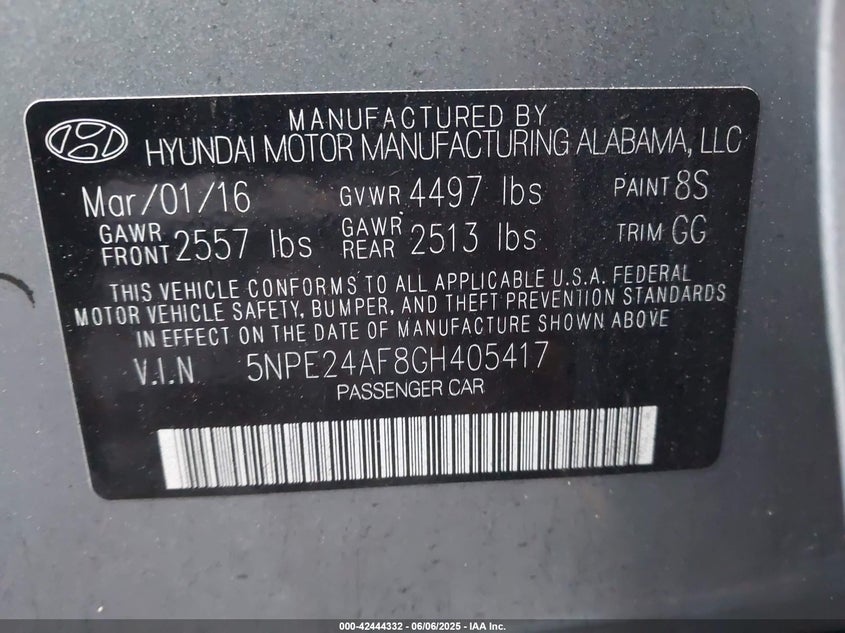 MANUFACTURED BY
HYUNDAI MOTOR MANUFACTURING ALABAMA, LLC
Mar/01/16 GVWR 4497 lbs PAINT 8S
GAWR FRONT 2557 lbs GAWR REAR 2513 lbs TRIM GG
THIS VEHICLE CONFORMS TO ALL APPLICABLE U.S.A. FEDERAL
MOTOR VEHICLE SAFETY, BUMPER, AND THEFT PREVENTION STANDARDS
IN EFFECT ON THE DATE OF MANUFACTURE SHOWN ABOVE
V.I.N 5NPE24AF8GH405417
PASSENGER CAR
000-42444332 - 06/06/2025 - IAA Inc.